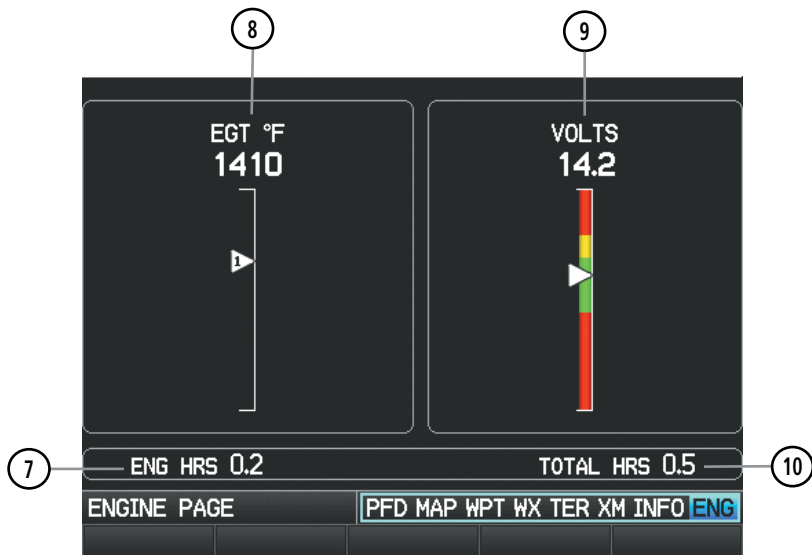 8
9
EGT °F
1410
1
VOLTS
14.2
7
ENG HRS 0.2
TOTAL HRS 0.5
10
ENGINE PAGE
PFD MAP WPT WX TER XM INFO ENG